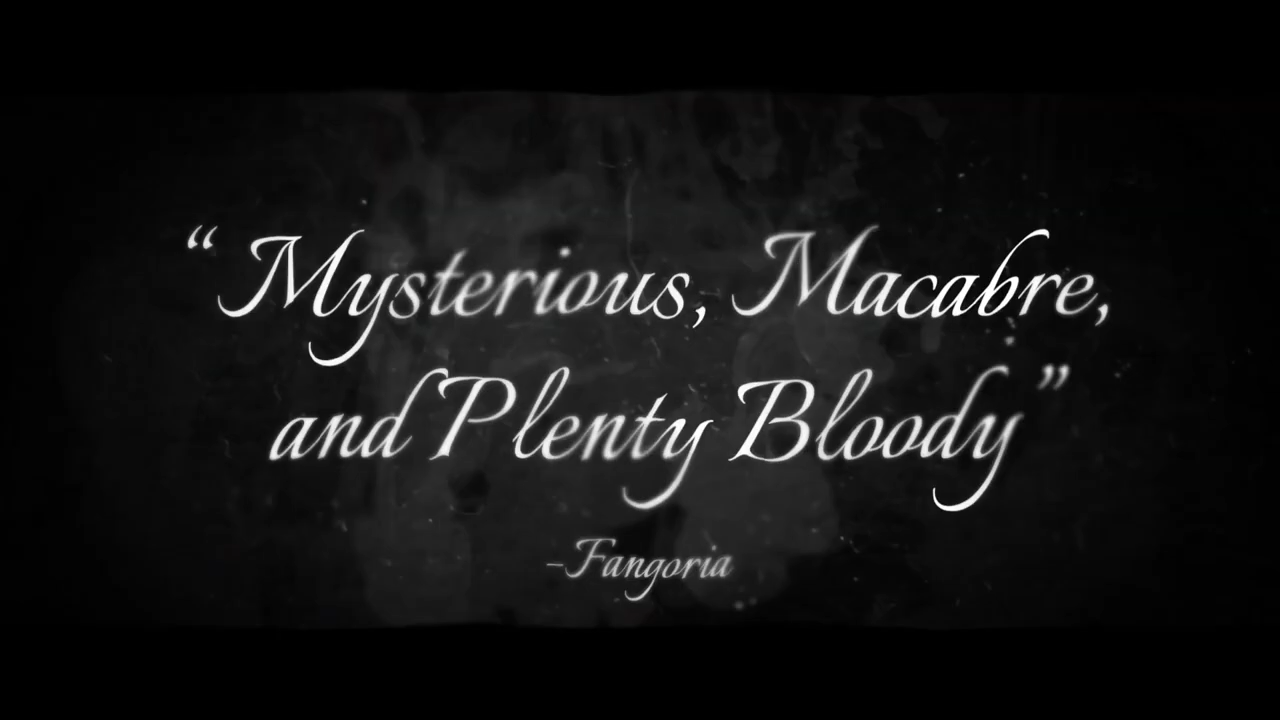 “ Mysterious, Macabre,
and Plenty Bloody ”
-Fangoria